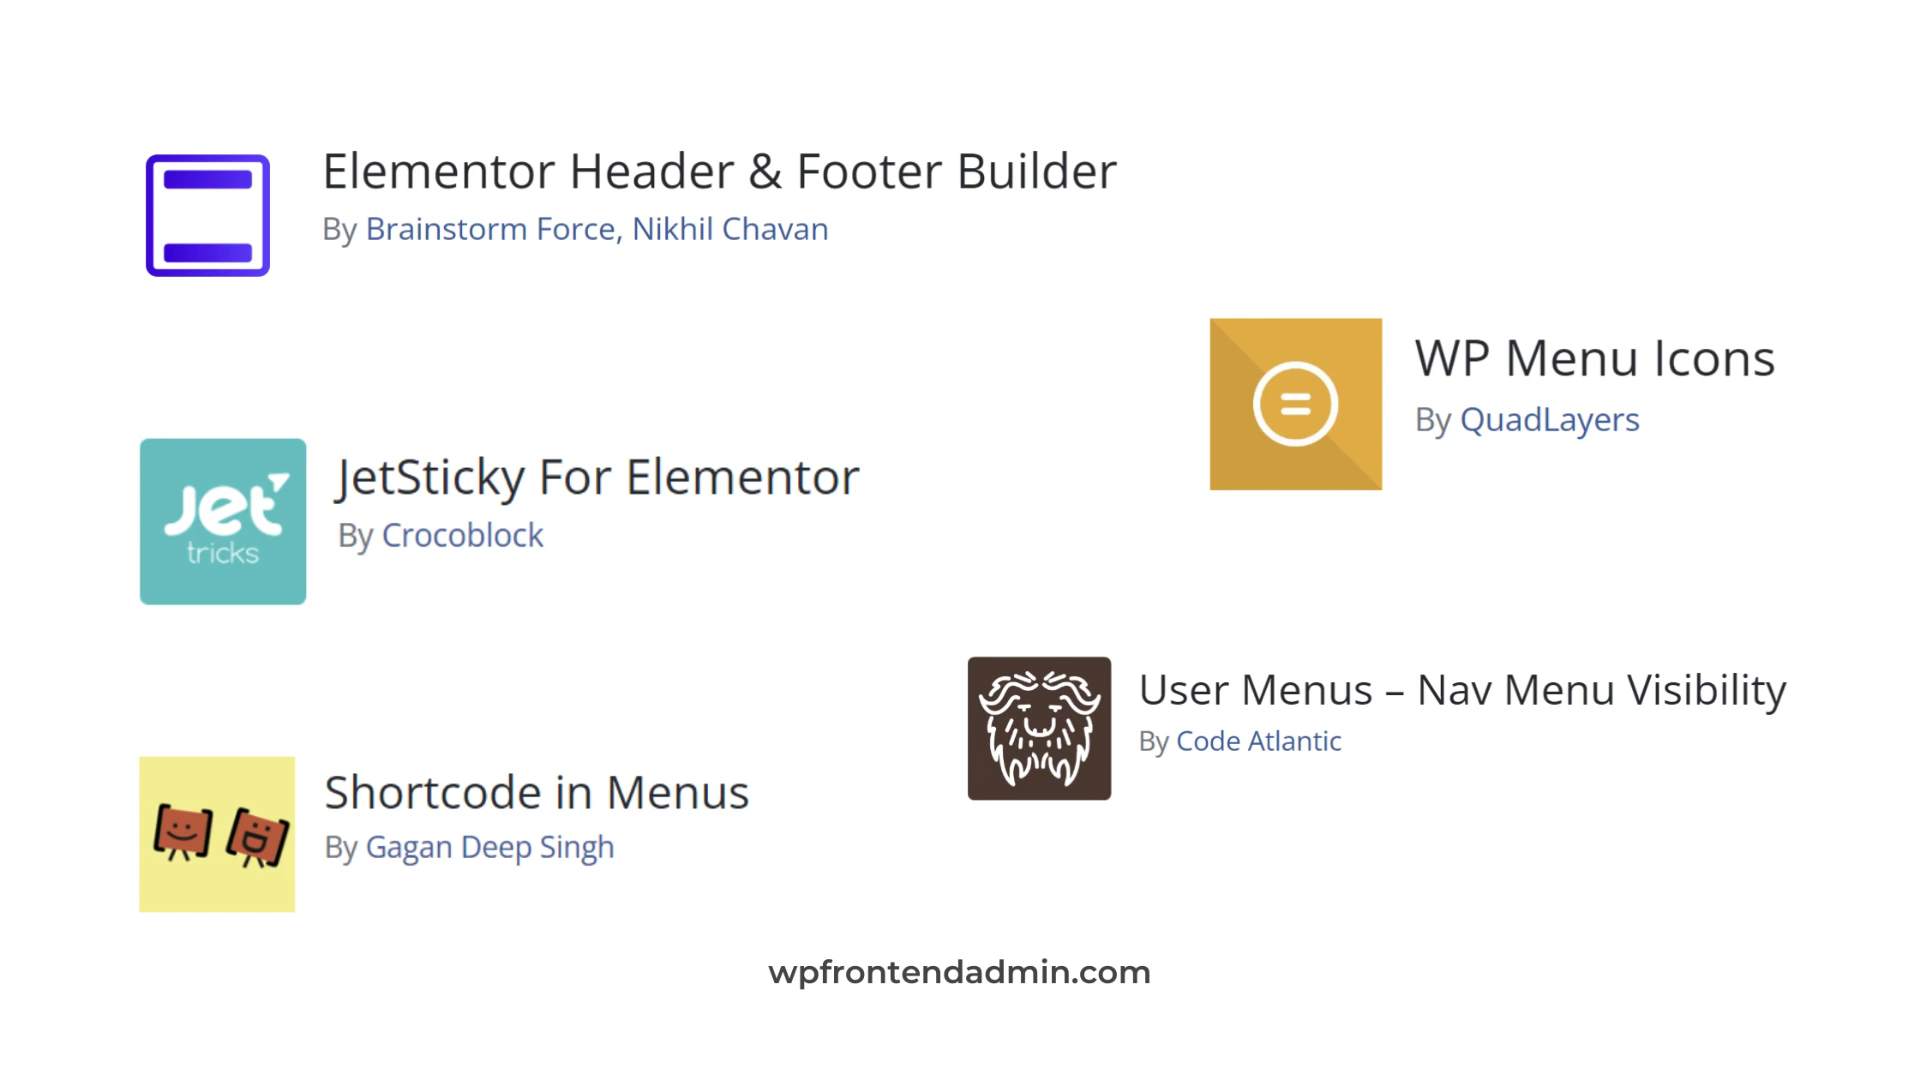 Elementor Header & Footer Builder
By Brainstorm Force, Nikhil Chavan
WP Menu Icons
By QuadLayers
Jet
tricks
JetSticky For Elementor
By Crocoblock
User Menus – Nav Menu Visibility
By Code Atlantic
Shortcode in Menus
By Gagan Deep Singh
wpfrontendadmin.com